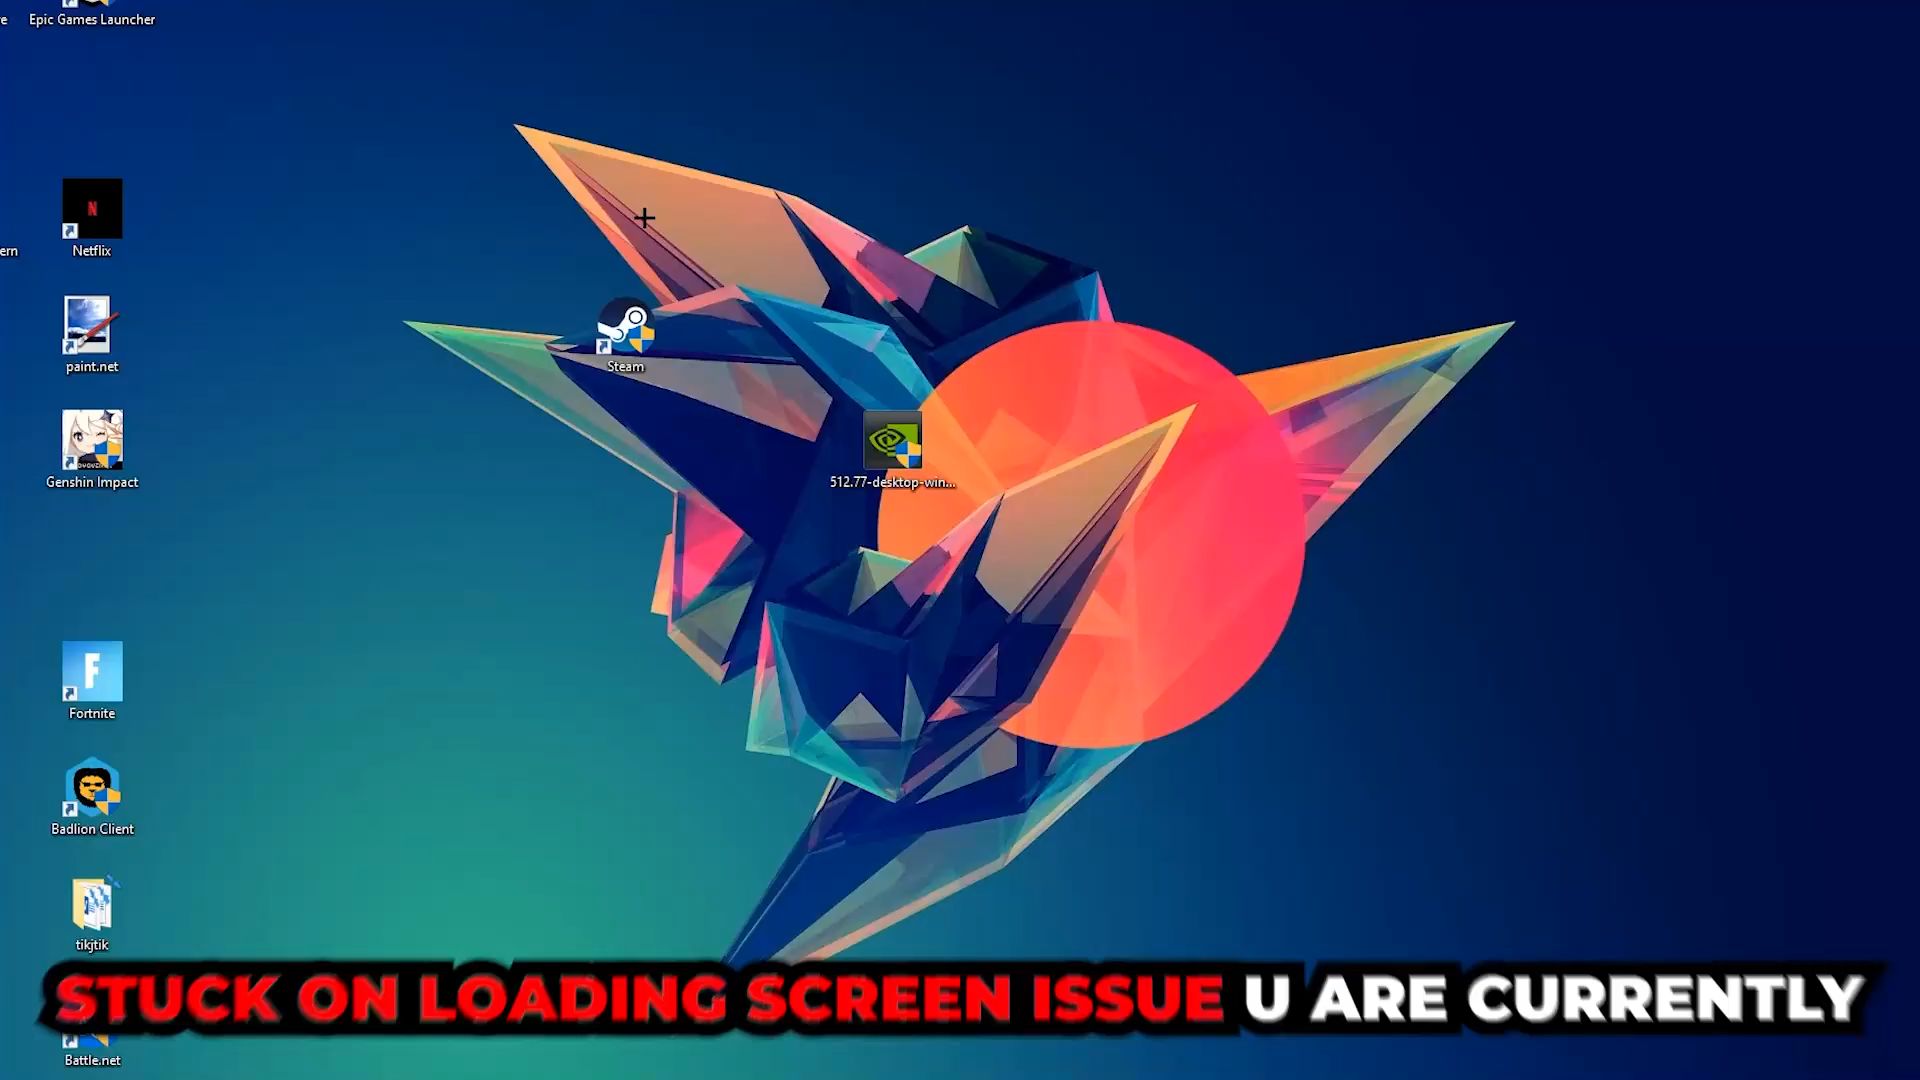 Epic Games Launcher
Netflix
ern
paint.net
Steam
Genshin Impact
512.77-desktop-win...
F
Fortnite
Badlion Client
tikjtik
STUCK ON LOADING SCREEN ISSUE U ARE CURRENTLY
Battle.net